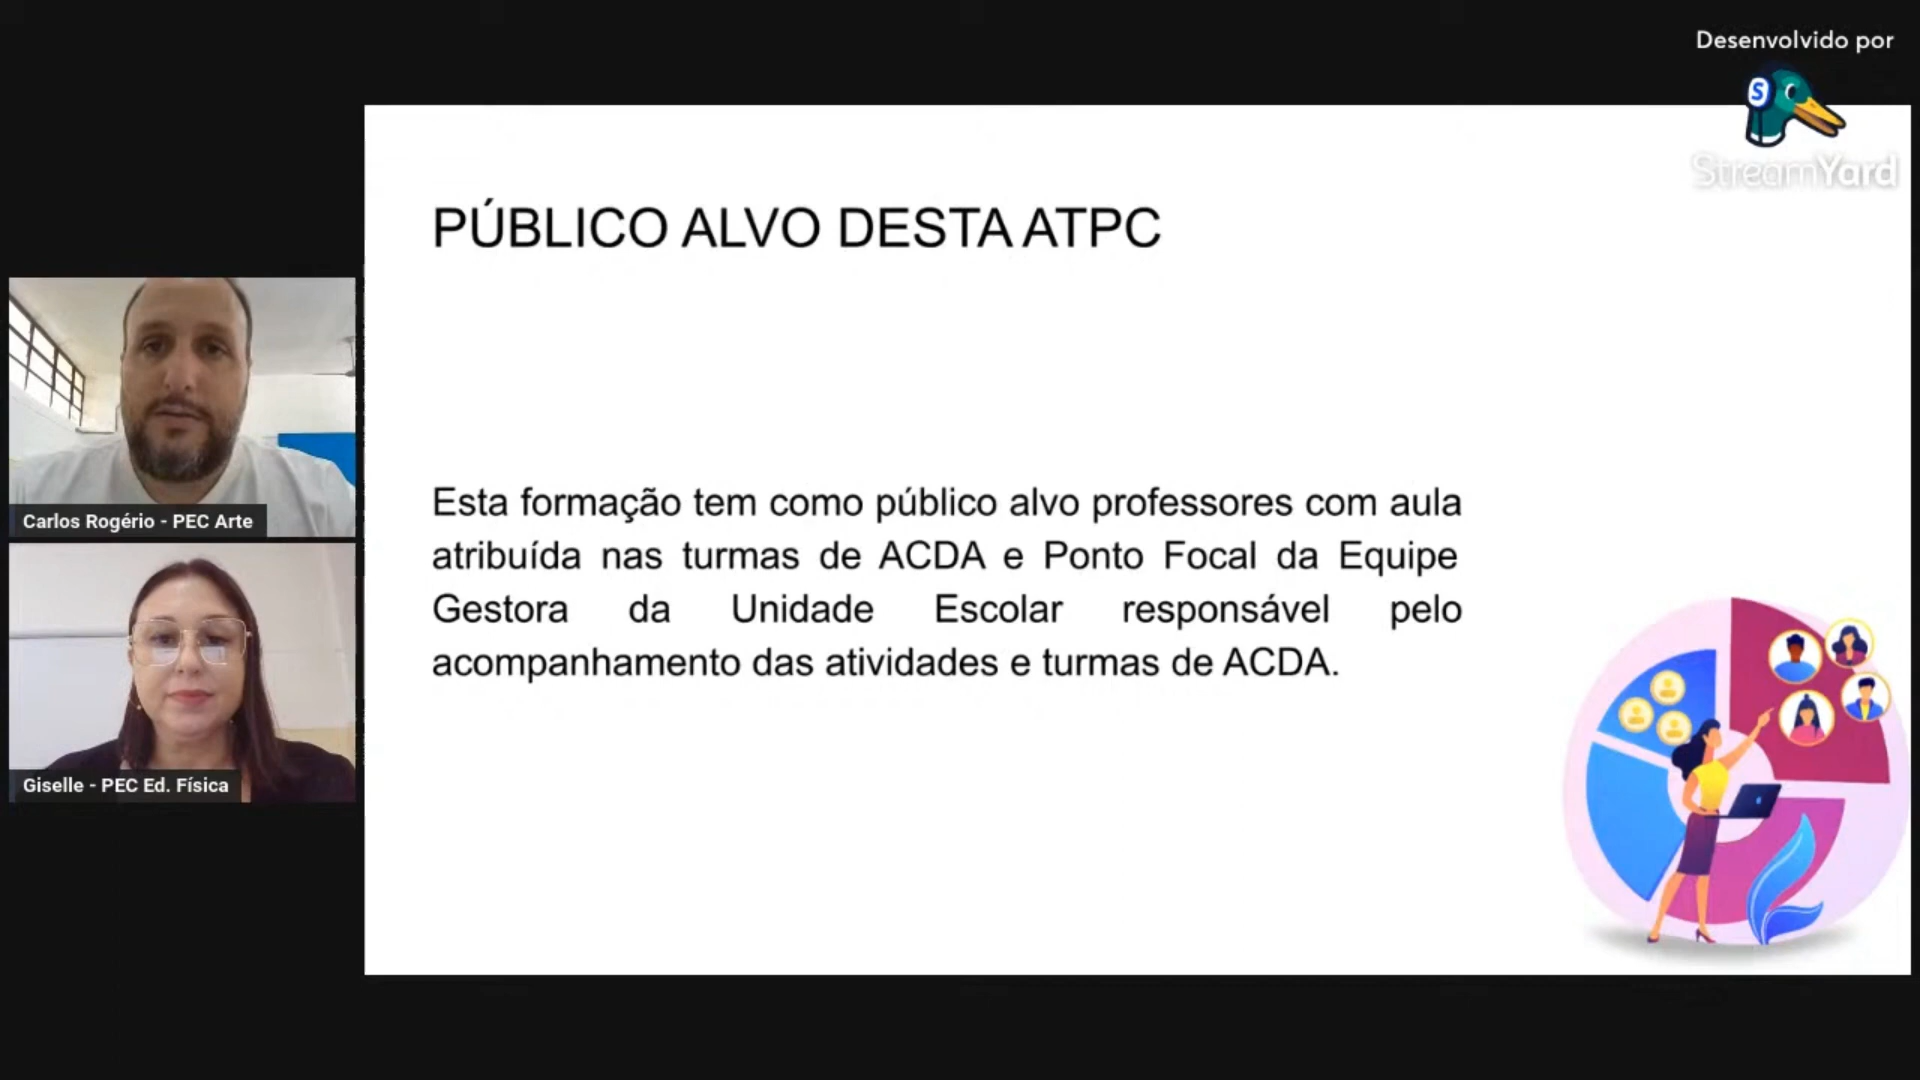 Desenvolvido por
S
StreamYard
PÚBLICO ALVO DESTA ATPC
Esta formação tem como público alvo professores com aula
atribuída nas turmas de ACDA e Ponto Focal da Equipe
Gestora da Unidade Escolar responsável pelo
acompanhamento das atividades e turmas de ACDA.
Carlos Rogério - PEC Arte
Giselle - PEC Ed. Física